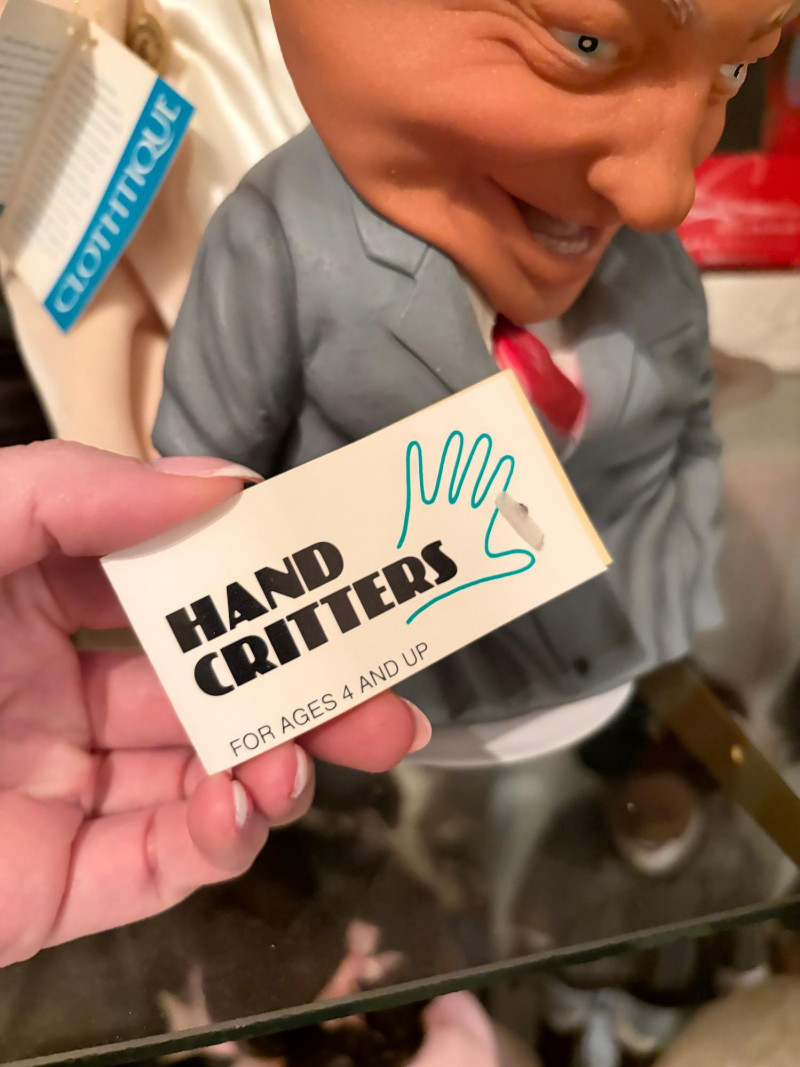 CLOTHTIQUE
HAND
CRITTERS
FOR AGES 4 AND UP